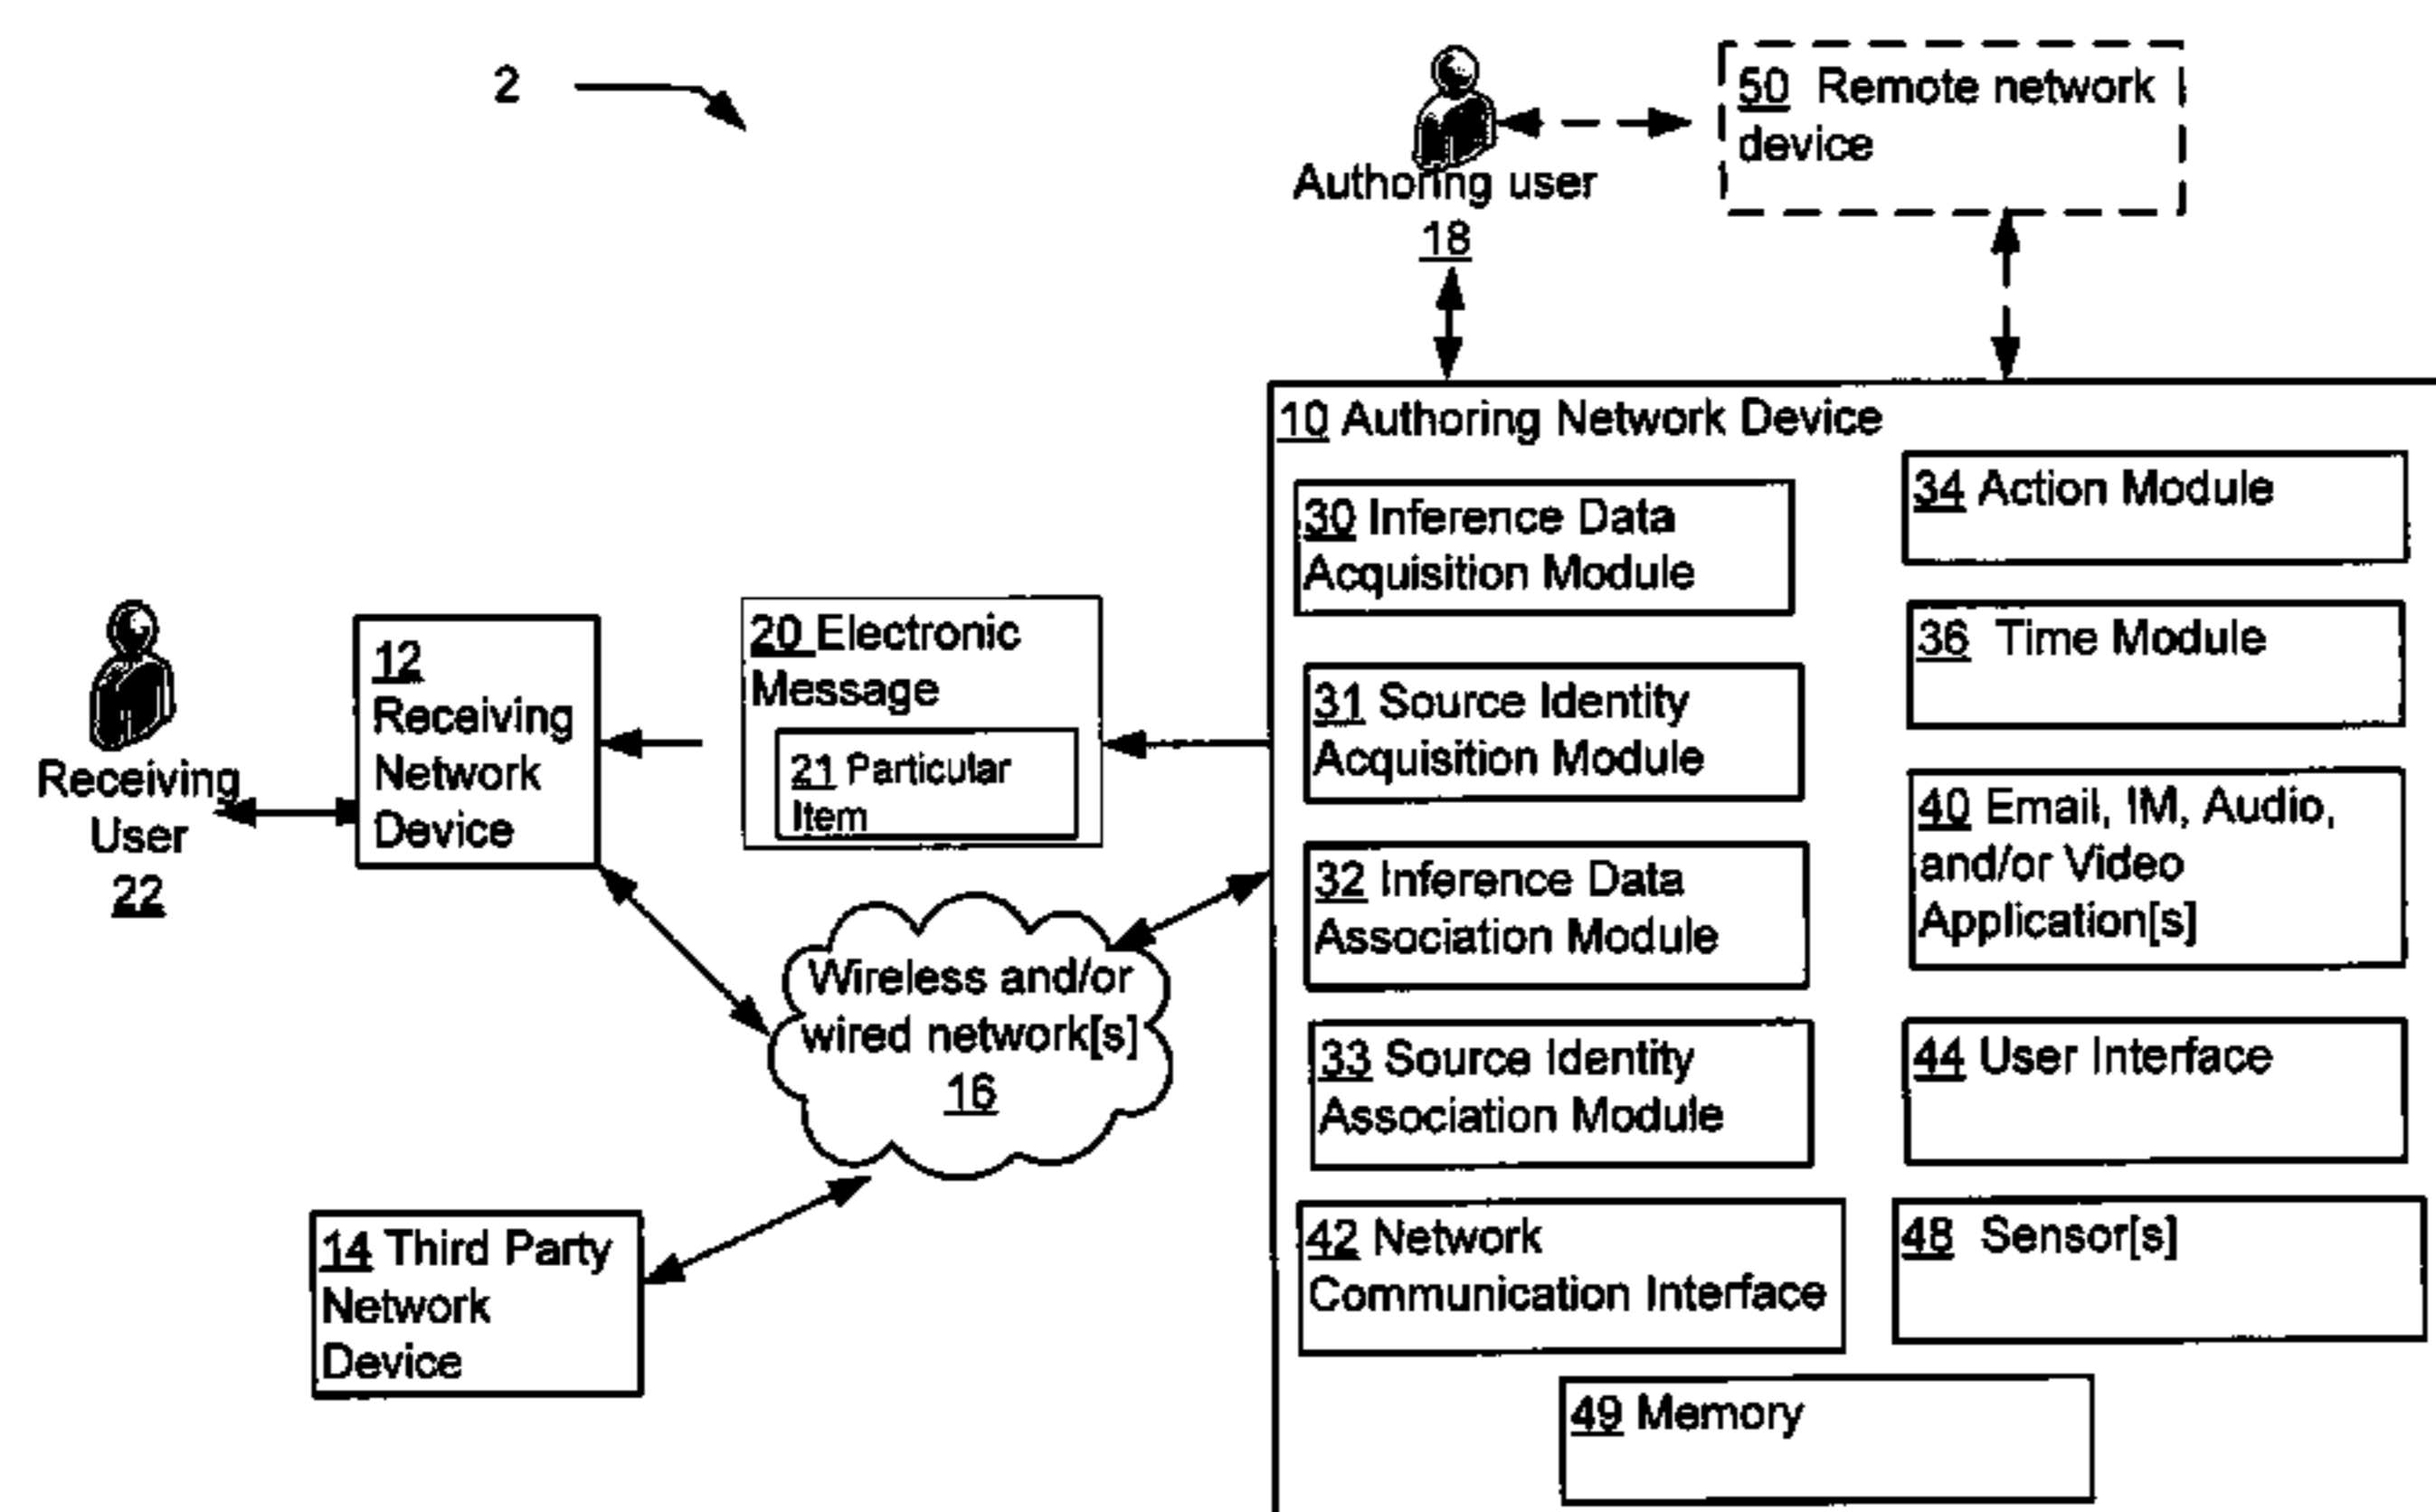 2
Authoring user
18
50 Remote network
device
10 Authoring Network Device
30 Inference Data
Acquisition Module
31 Source Identity
Acquisition Module
32 Inference Data
Association Module
33 Source Identity
Association Module
42 Network
Communication Interface
34 Action Module
36 Time Module
40 Email, IM, Audio,
and/or Video
Application[s]
44 User Interface
48 Sensor[s]
49 Memory
20 Electronic
Message
21 Particular
Item
12
Receiving
Network
Device
Receiving
User
22
Wireless and/or
wired network[s]
16
14 Third Party
Network
Device